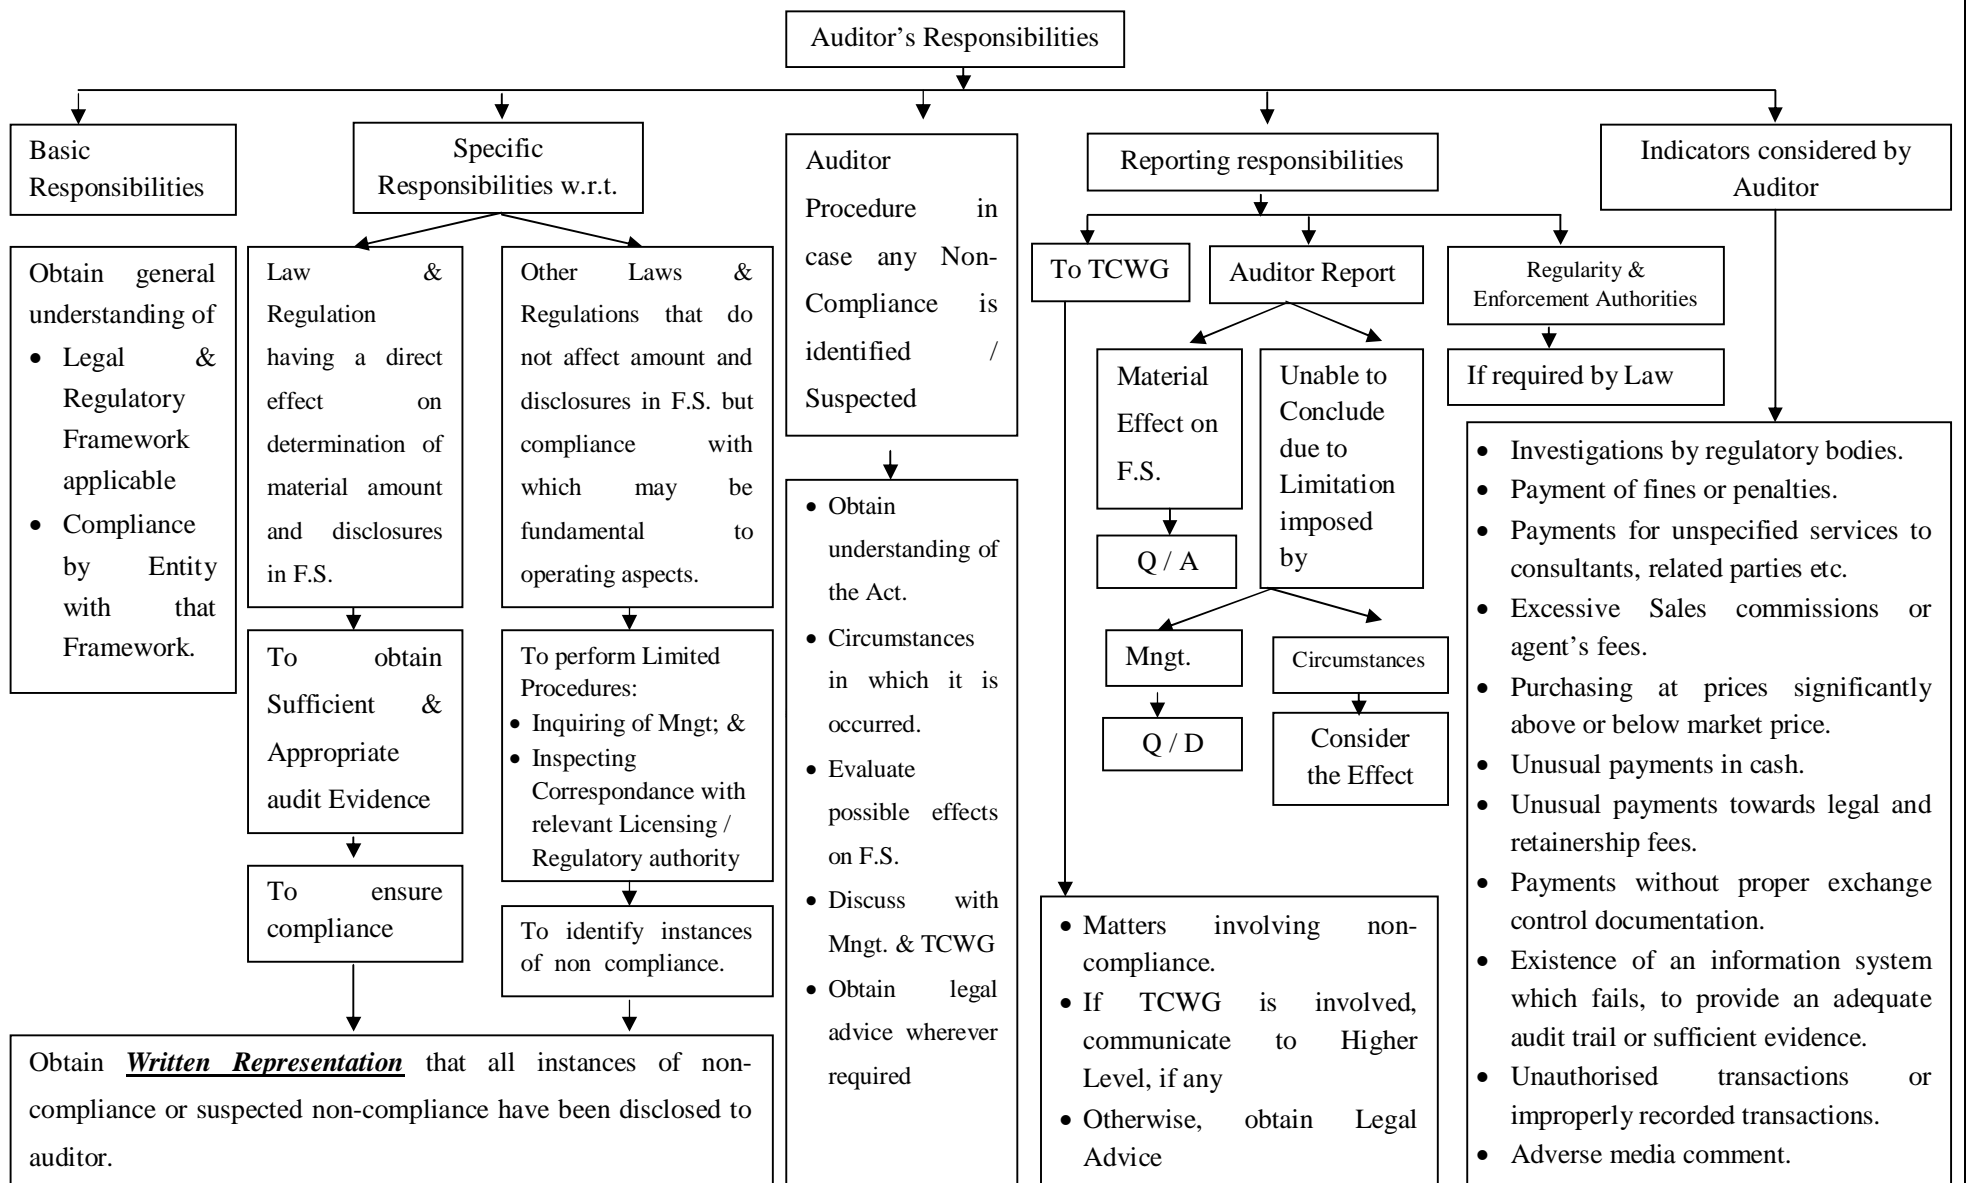 Auditor’s Responsibilities
Basic
Responsibilities
Specific
Responsibilities w.r.t.
Auditor
Procedure in
case any Non-
Compliance is
identified /
Suspected
Reporting responsibilities
Indicators considered by
Auditor
Obtain general
understanding of
• Legal &
Regulatory
Framework
applicable
• Compliance
by Entity
with that
Framework.
Law &
Regulation
having a direct
effect on
determination of
material amount
and disclosures
in F.S.
To obtain
Sufficient &
Appropriate
audit Evidence
To ensure
compliance
Other Laws &
Regulations that do
not affect amount and
disclosures in F.S. but
compliance with
which may be
fundamental to
operating aspects.
To perform Limited
Procedures:
• Inquiring of Mngt; &
• Inspecting
Correspondance with
relevant Licensing /
Regulatory authority
To identify instances
of non compliance.
Obtain Written Representation that all instances of non-
compliance or suspected non-compliance have been disclosed to
auditor.
• Obtain
understanding of
the Act.
• Circumstances
in which it is
occurred.
• Evaluate
possible effects
on F.S.
• Discuss with
Mngt. & TCWG
• Obtain legal
advice wherever
required
To TCWG
Auditor Report
Regularity &
Enforcement Authorities
Material
Effect on
F.S.
Q / A
Unable to
Conclude
due to
Limitation
imposed
by
If required by Law
Mngt.
Q / D
Circumstances
Consider
the Effect
• Matters involving non-
compliance.
• If TCWG is involved,
communicate to Higher
Level, if any
• Otherwise, obtain Legal
Advice
• Investigations by regulatory bodies.
• Payment of fines or penalties.
• Payments for unspecified services to
consultants, related parties etc.
• Excessive Sales commissions or
agent’s fees.
• Purchasing at prices significantly
above or below market price.
• Unusual payments in cash.
• Unusual payments towards legal and
retainership fees.
• Payments without proper exchange
control documentation.
• Existence of an information system
which fails, to provide an adequate
audit trail or sufficient evidence.
• Unauthorised transactions or
improperly recorded transactions.
• Adverse media comment.